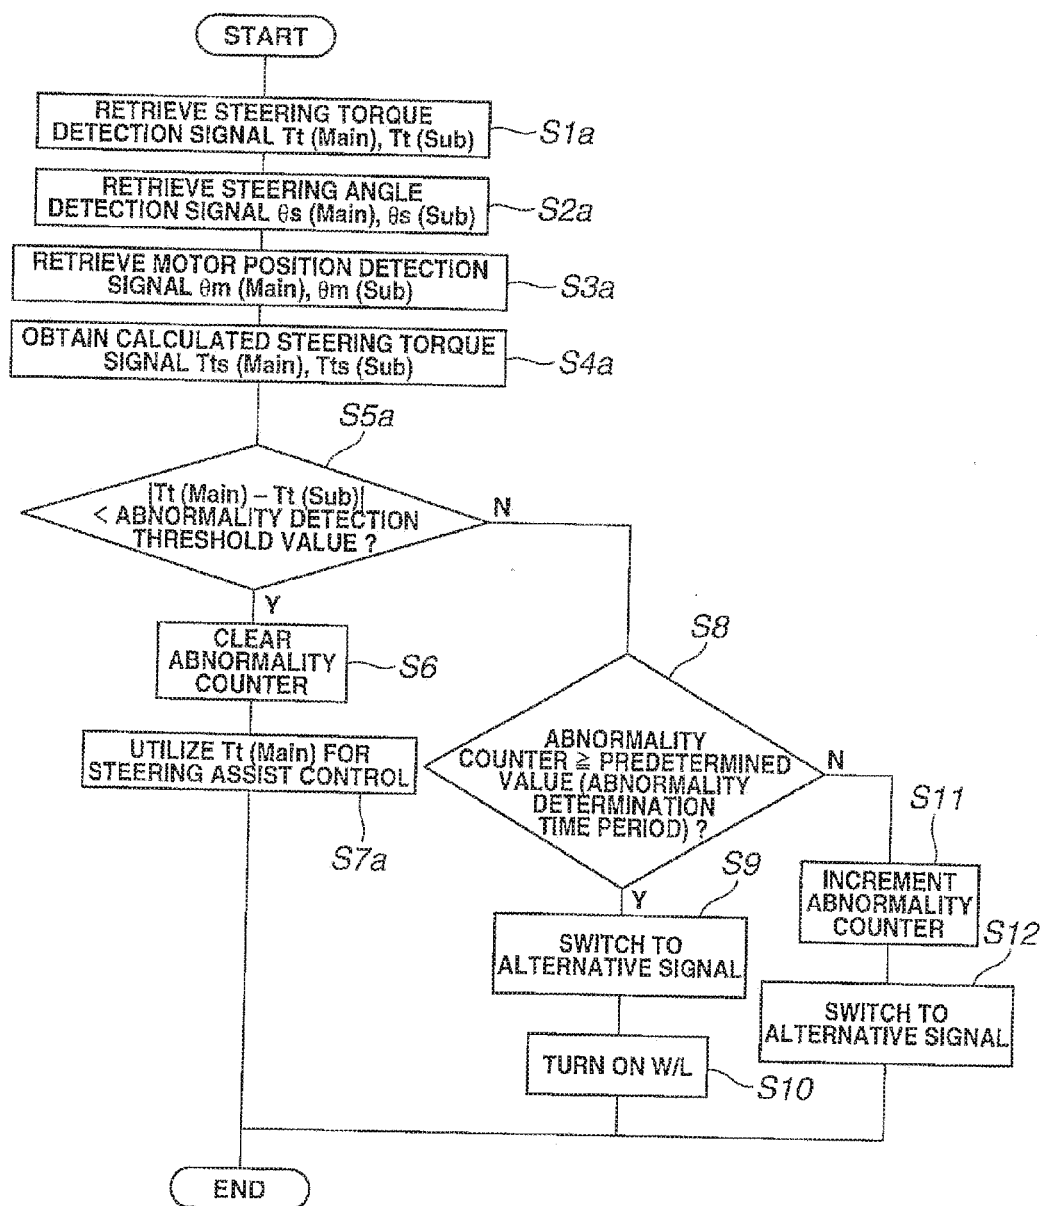 START
RETRIEVE STEERING TORQUE
DETECTION SIGNAL Tt (Main), Tt (Sub)
S1a
RETRIEVE STEERING ANGLE
DETECTION SIGNAL θs (Main), θs (Sub)
S2a
RETRIEVE MOTOR POSITION DETECTION
SIGNAL θm (Main), θm (Sub)
S3a
OBTAIN CALCULATED STEERING TORQUE
SIGNAL Tts (Main), Tts (Sub)
S4a
S5a
|Tt (Main) – Tt (Sub)|
< ABNORMALITY DETECTION
THRESHOLD VALUE ?
N
Y
CLEAR
ABNORMALITY
COUNTER
S6
UTILIZE Tt (Main) FOR
STEERING ASSIST CONTROL
S7a
S8
ABNORMALITY
COUNTER ≧ PREDETERMINED
VALUE (ABNORMALITY
DETERMINATION
TIME PERIOD) ?
N
Y
S9
SWITCH TO
ALTERNATIVE SIGNAL
TURN ON W/L
S10
S11
INCREMENT
ABNORMALITY
COUNTER
S12
SWITCH TO
ALTERNATIVE SIGNAL
END